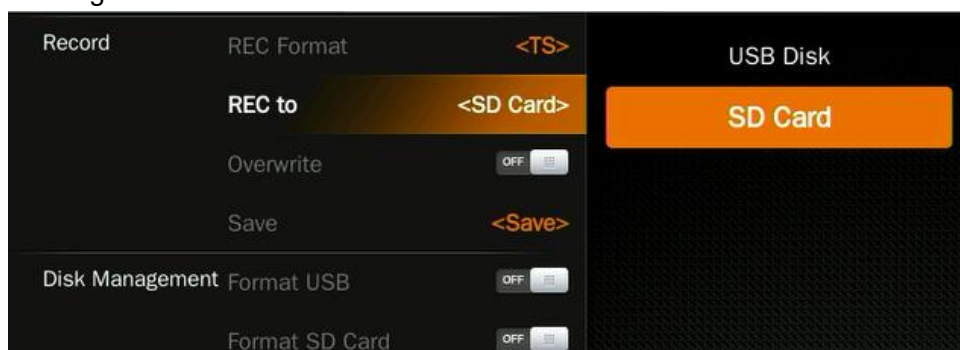 Record REC Format <TS>
REC to <SD Card>
Overwrite OFF
Save <Save>
Disk Management Format USB OFF
Format SD Card OFF
USB Disk
SD Card